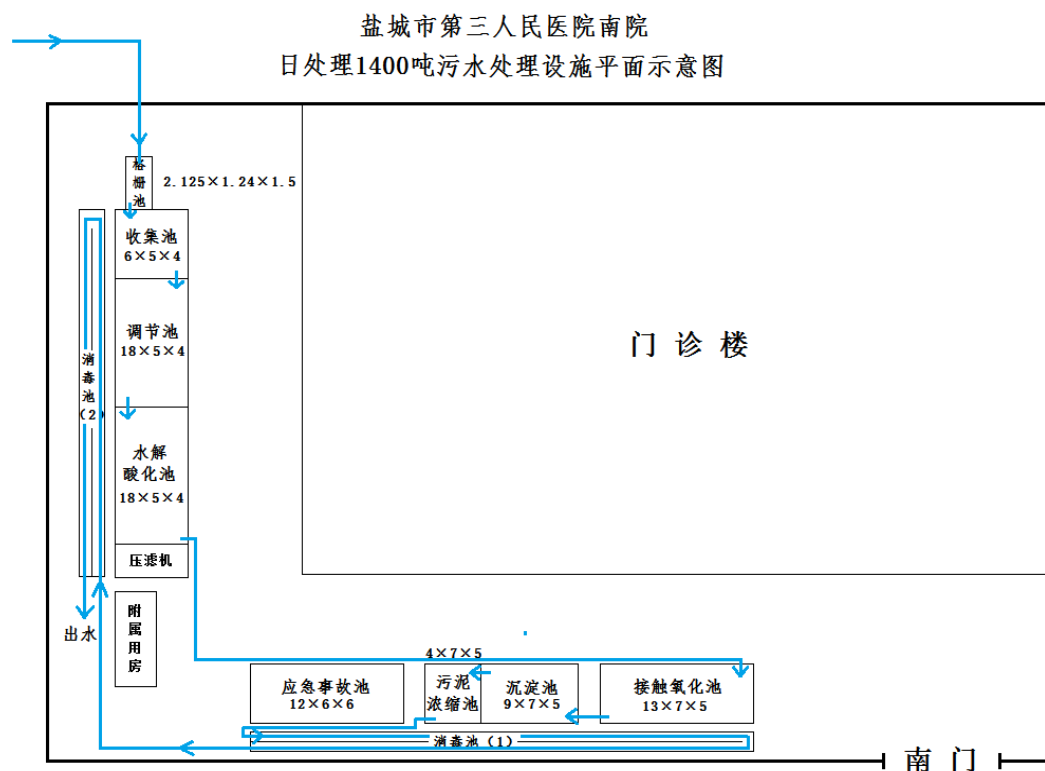 盐城市第三人民医院南院
日处理1400吨污水处理设施平面示意图
格
栅
池
2.125×1.24×1.5
收集池
6×5×4
调节池
18×5×4
消
毒
池
(2)
门 诊 楼
水解
酸化池
18×5×4
压滤机
附
属
用
房
出水
4×7×5
应急事故池
12×6×6
污泥
浓缩池
沉淀池
9×7×5
接触氧化池
13×7×5
消毒池(1)
南 门